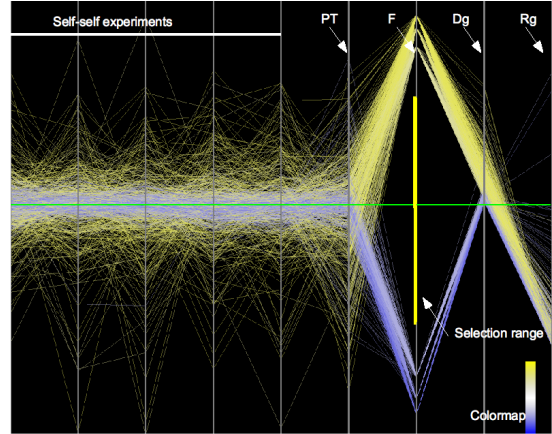 Self-self experiments
PT
F
Dg
Rg
Selection range
Colormap